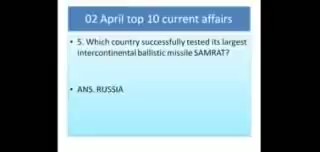 02 April top 10 current affairs
• 5. Which country successfully tested its largest
intercontinental ballistic missile SAMRAT?
• ANS. RUSSIA